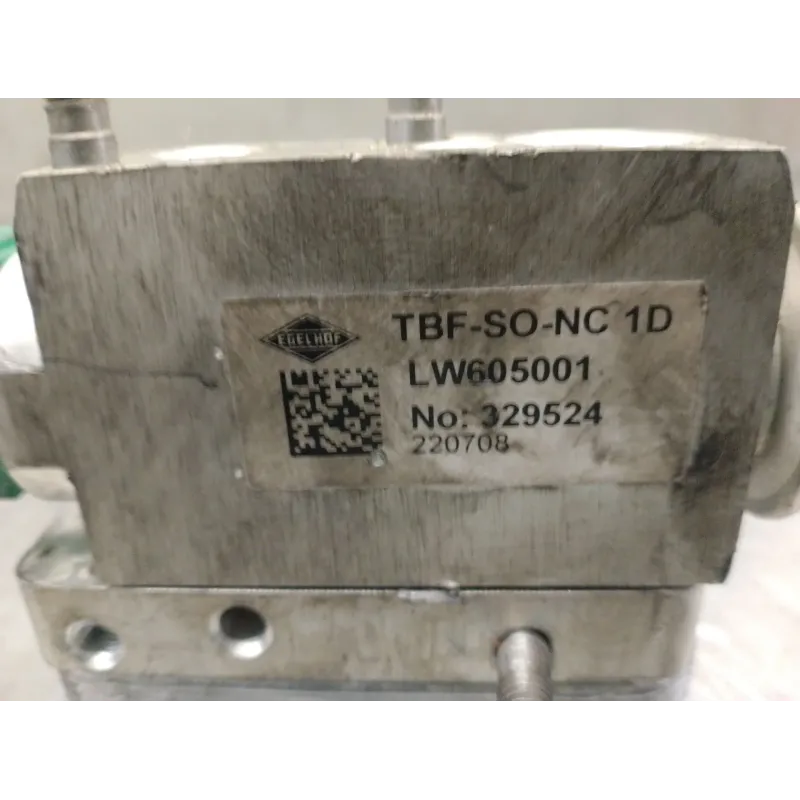 EGELHOF
TBF-SO-NC 1D
LW605001
No: 329524
220708